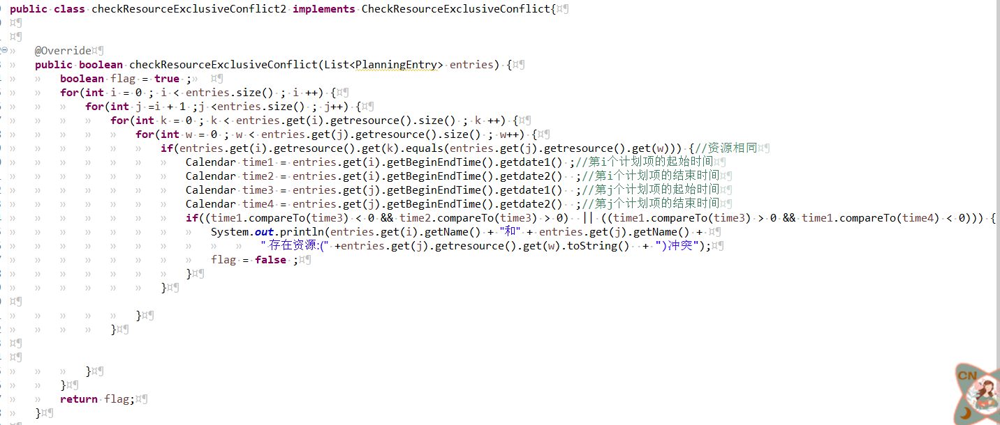 public class checkResourceExclusiveConflict2 implements CheckResourceExclusiveConflict{
@Override
public boolean checkResourceExclusiveConflict(List<PlanningEntry> entries) {
boolean flag = true ;
for(int i = 0 ; i < entries.size() ; i ++) {
for(int j =i + 1 ;j <entries.size() ; j++) {
for(int k = 0 ; k < entries.get(i).getresource().size() ; k ++) {
for(int w = 0 ; w < entries.get(j).getresource().size() ; w++) {
if(entries.get(i).getresource().get(k).equals(entries.get(j).getresource().get(w))) {//资源相同
Calendar time1 = entries.get(i).getBeginEndTime().getdate1() ;//第i个计划项的起始时间
Calendar time2 = entries.get(i).getBeginEndTime().getdate2()  ;//第i个计划项的结束时间
Calendar time3 = entries.get(j).getBeginEndTime().getdate1()  ;//第j个计划项的起始时间
Calendar time4 = entries.get(j).getBeginEndTime().getdate2()  ;//第j个计划项的结束时间
if((time1.compareTo(time3) < 0 && time2.compareTo(time3) > 0)  || ((time1.compareTo(time3) > 0 && time1.compareTo(time4) < 0))) {
System.out.println(entries.get(i).getName() + "和" + entries.get(j).getName() +
"存在资源:(" +entries.get(j).getresource().get(w).toString()  + ")冲突");
flag = false ;
}
}
}
}
}
}
return flag;
}
CN